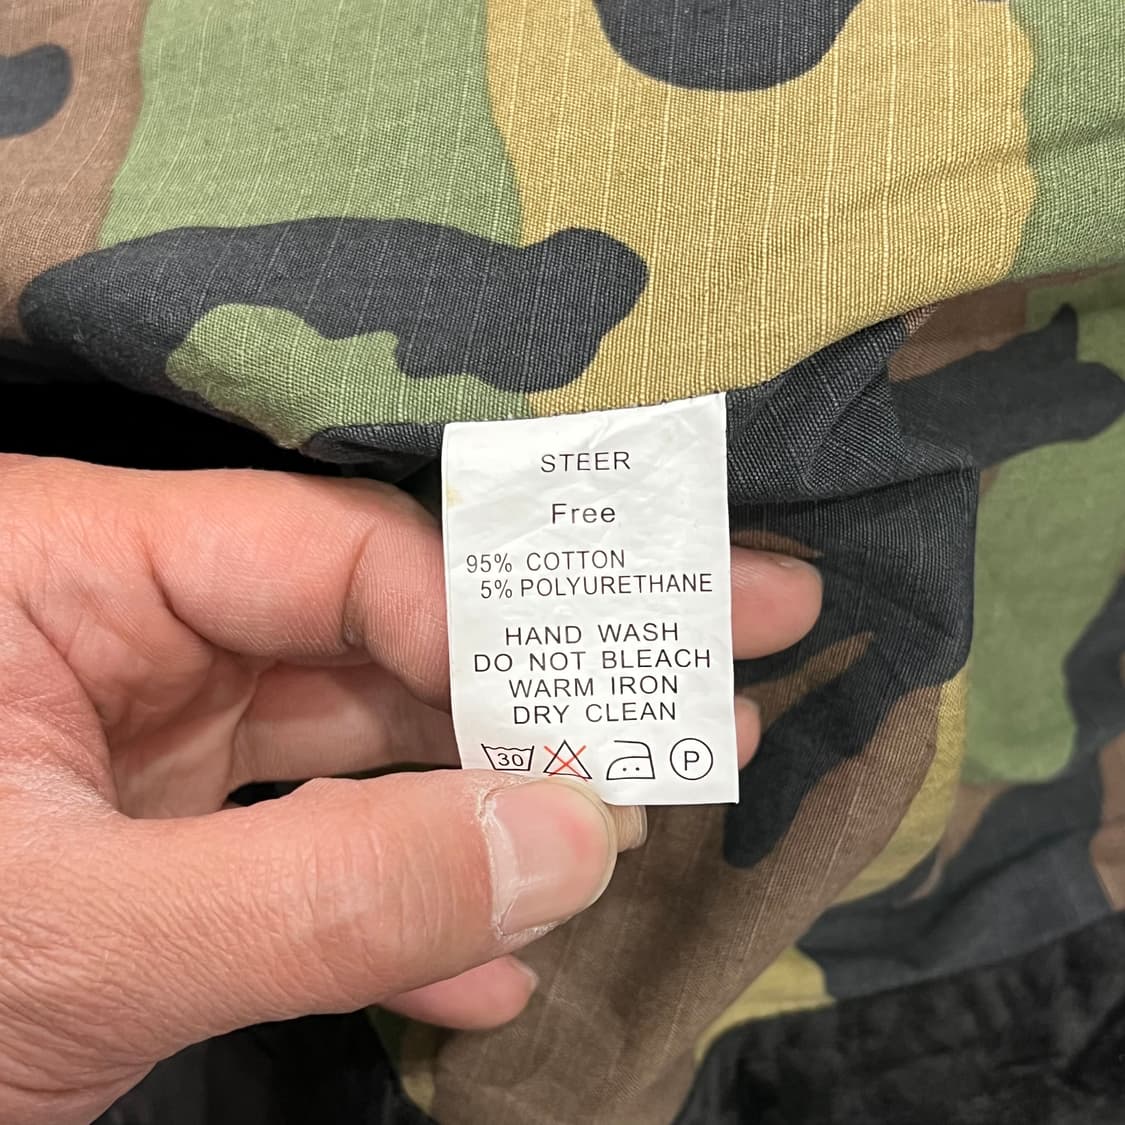 STEER
Free
95% COTTON
5% POLYURETHANE
HAND WASH
DO NOT BLEACH
WARM IRON
DRY CLEAN
30 P